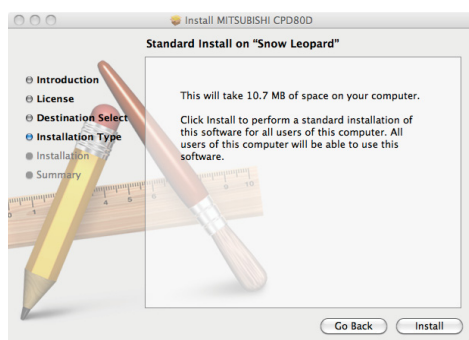 Install MITSUBISHI CPD80D
Standard Install on “Snow Leopard”
Introduction
License
Destination Select
Installation Type
Installation
Summary
This will take 10.7 MB of space on your computer.
Click Install to perform a standard installation of
this software for all users of this computer. All
users of this computer will be able to use this
software.
Go Back
Install